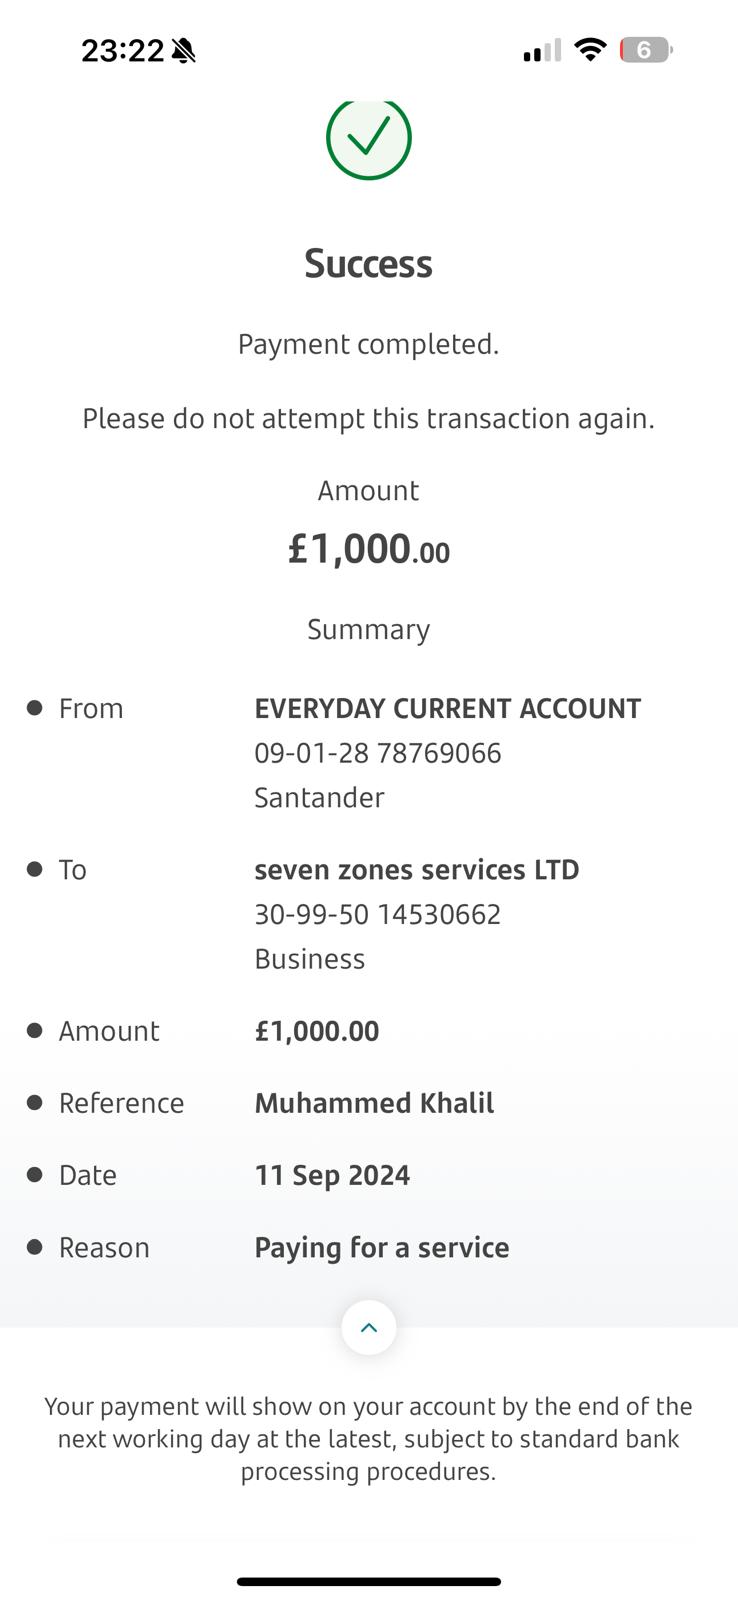 23:22
6
Success
Payment completed.
Please do not attempt this transaction again.
Amount
£1,000.00
Summary
From EVERYDAY CURRENT ACCOUNT
09-01-28 78769066
Santander
To seven zones services LTD
30-99-50 14530662
Business
Amount £1,000.00
Reference Muhammed Khalil
Date 11 Sep 2024
Reason Paying for a service
Your payment will show on your account by the end of the
next working day at the latest, subject to standard bank
processing procedures.